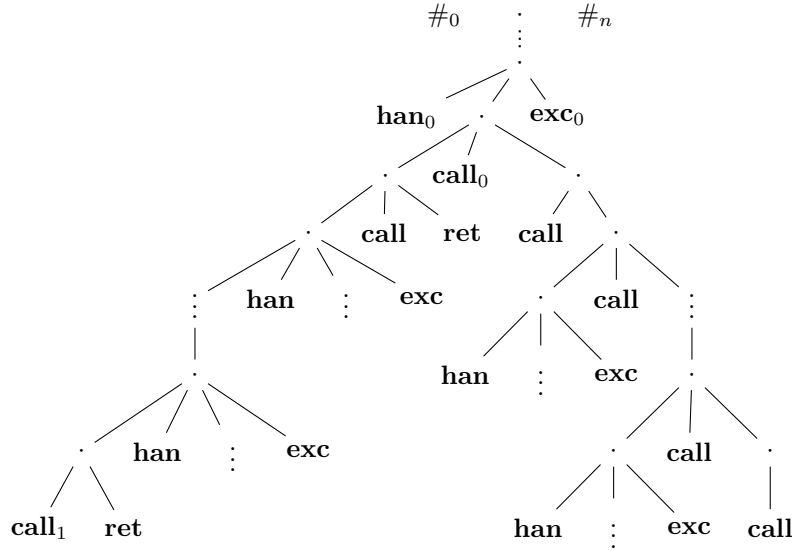 #₀ #ₙ
han₀ exc₀
call₀
call ret call
han exc call
han exc
han exc call
call₁ ret han exc call